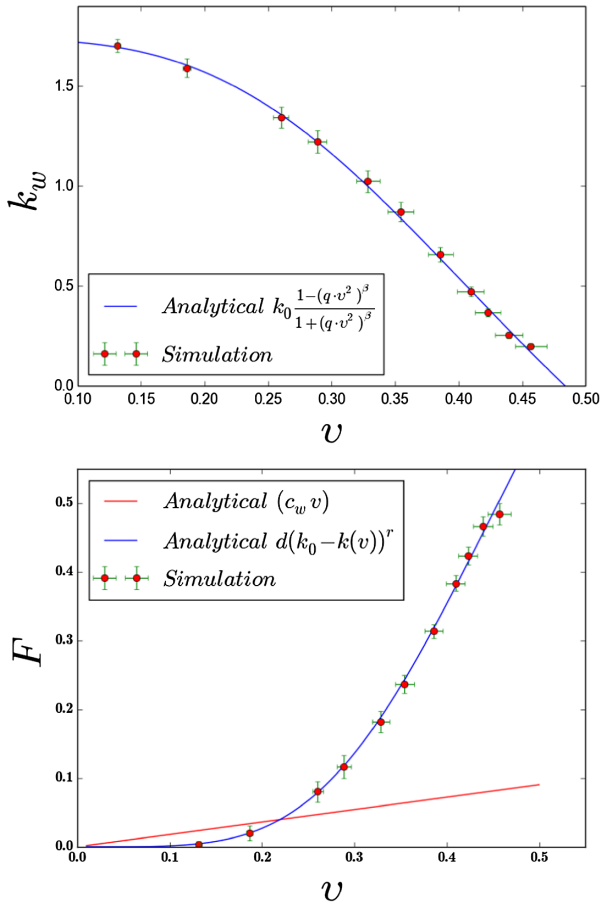 1.5
1.0
0.5
0.0
k_w
Analytical k_0 \frac{1-(q·v^2)^β}{1+(q·v^2)^β}
Simulation
0.10 0.15 0.20 0.25 0.30 0.35 0.40 0.45 0.50
v
0.5
0.4
0.3
0.2
0.1
0.0
F
Analytical (c_w v)
Analytical d(k_0−k(v))^r
Simulation
0.0 0.1 0.2 0.3 0.4 0.5
v